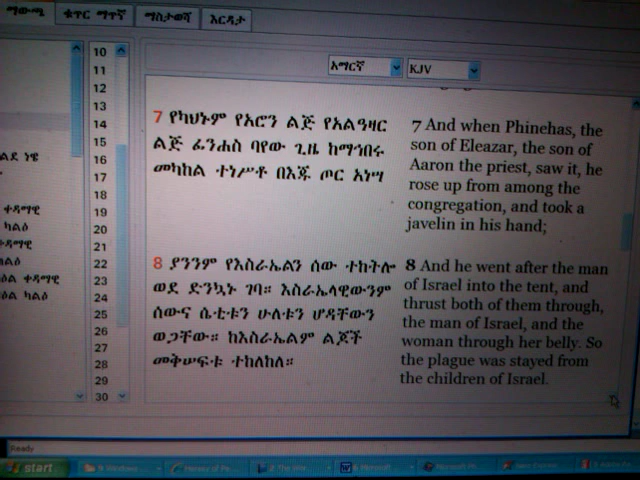 ማውጫ ቁጥር ማጥኛ ማስታወሻ እርዳታ
አማርኛ KJV
10
11
12
13
14
15
16
17
18
19
20
21
22
23
24
25
26
27
28
29
30
7 የካህኑም የአሮን ልጅ የአልዓዛር
ልጅ ፊንሐስ ባየው ጊዜ ከማኅበሩ
መካከል ተነሥቶ በእጁ ጦር አነሣ
8 ያንንም የእስራኤልን ሰው ተከትሎ
ወደ ድንኳኑ ገባ። እስራኤላዊውንም
ሰውና ሴቲቱን ሁለቱን ሆዳቸውን
ወጋቸው። ከእስራኤልም ልጆች
መቅሠፍቱ ተከለከለ።
7 And when Phinehas, the
son of Eleazar, the son of
Aaron the priest, saw it, he
rose up from among the
congregation, and took a
javelin in his hand;
8 And he went after the man
of Israel into the tent, and
thrust both of them through,
the man of Israel, and the
woman through her belly. So
the plague was stayed from
the children of Israel.
Ready
start